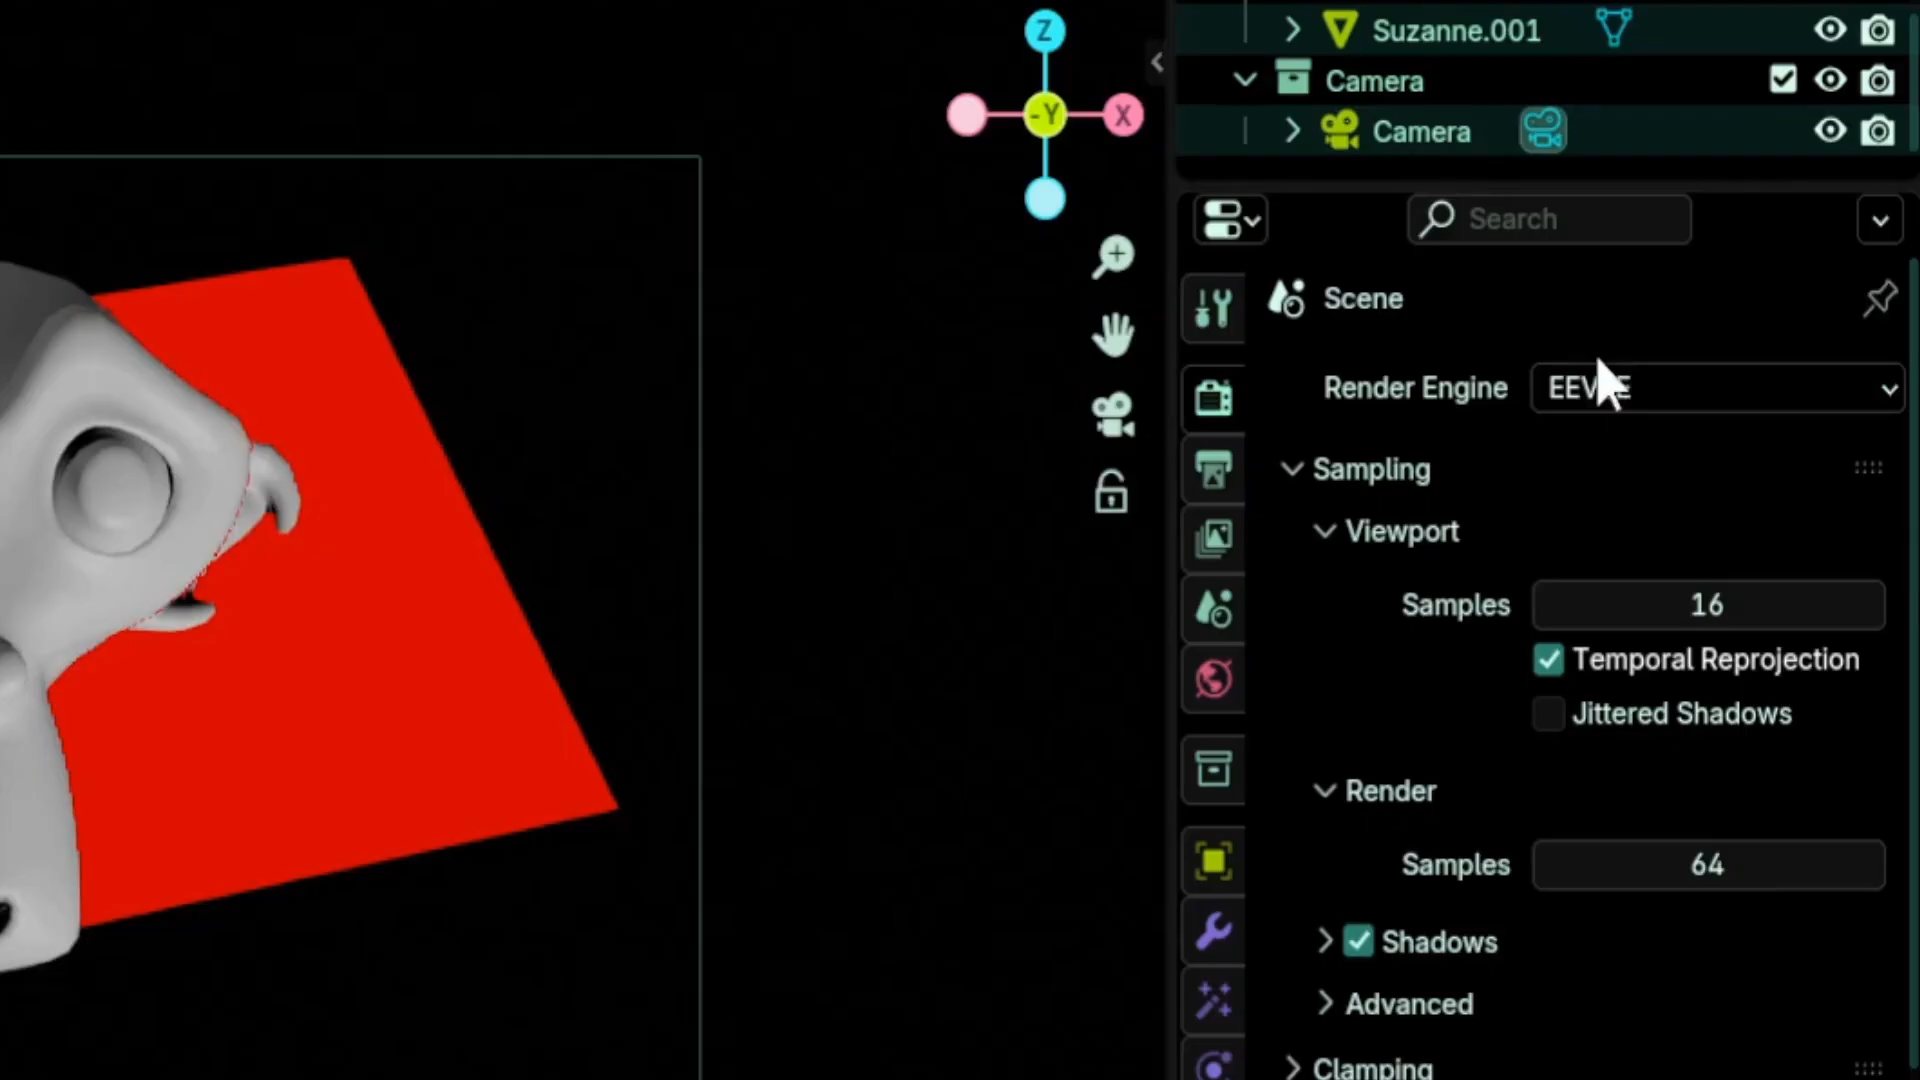 Z
-Y
X
Suzanne.001
Camera
Camera
Search
Scene
Render Engine
Sampling
Viewport
Samples 16
Temporal Reprojection
Jittered Shadows
Render
Samples 64
Shadows
Advanced
Clamping